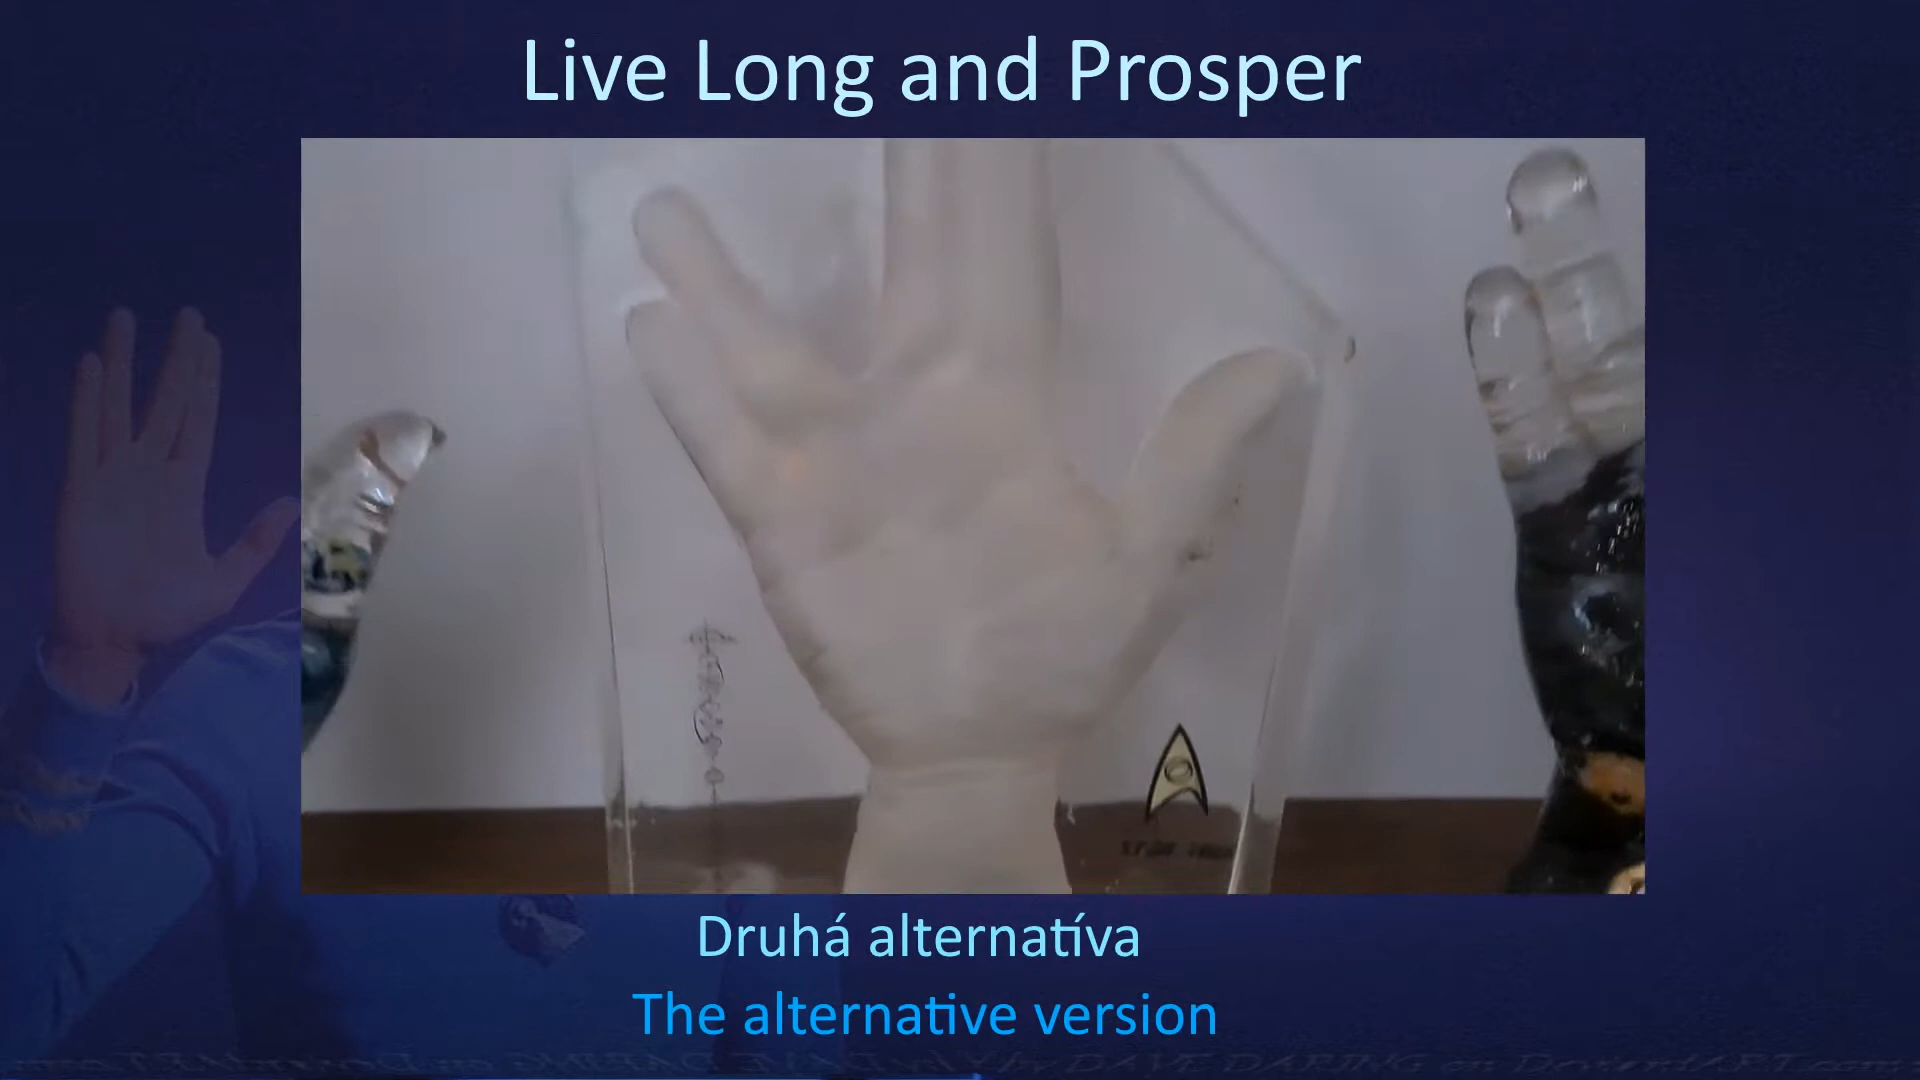 Live Long and Prosper
Druhá alternatíva
The alternative version